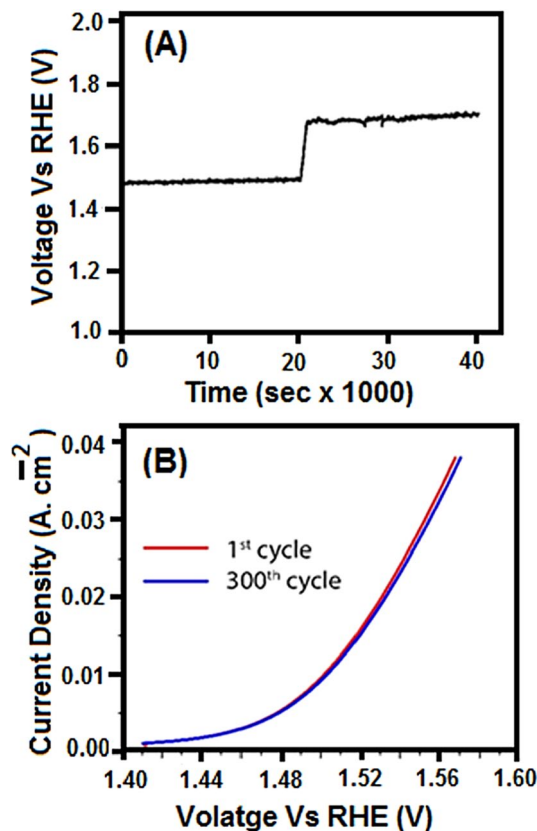 (A)
Voltage Vs RHE (V)
2.0
1.8
1.6
1.4
1.2
1.0
0 10 20 30 40
Time (sec x 1000)
(B)
Current Density (A. cm⁻²)
0.04
0.03
0.02
0.01
0.00
1st cycle
300th cycle
1.40 1.44 1.48 1.52 1.56 1.60
Volatge Vs RHE (V)